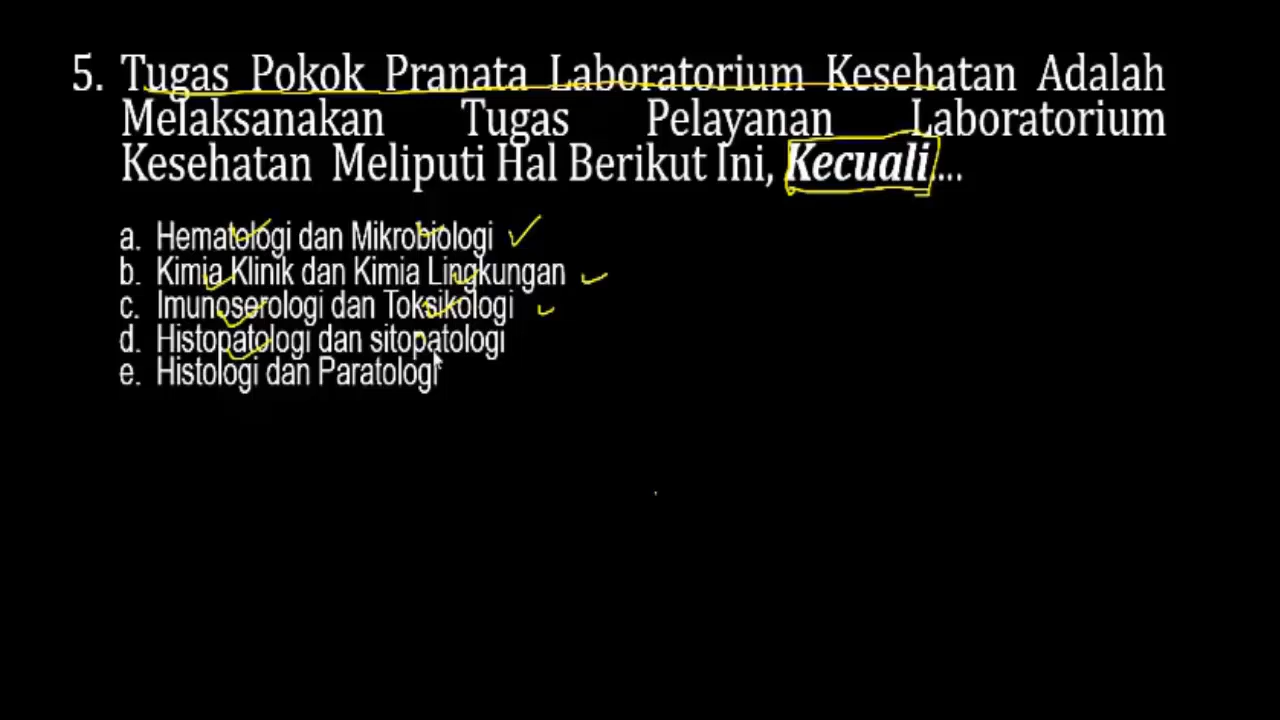 5. Tugas Pokok Pranata Laboratorium Kesehatan Adalah
Melaksanakan Tugas Pelayanan Laboratorium
Kesehatan Meliputi Hal Berikut Ini, Kecuali....
a. Hematologi dan Mikrobiologi
b. Kimia Klinik dan Kimia Lingkungan
c. Imunoserologi dan Toksikologi
d. Histopatologi dan sitopatologi
e. Histologi dan Paratologi